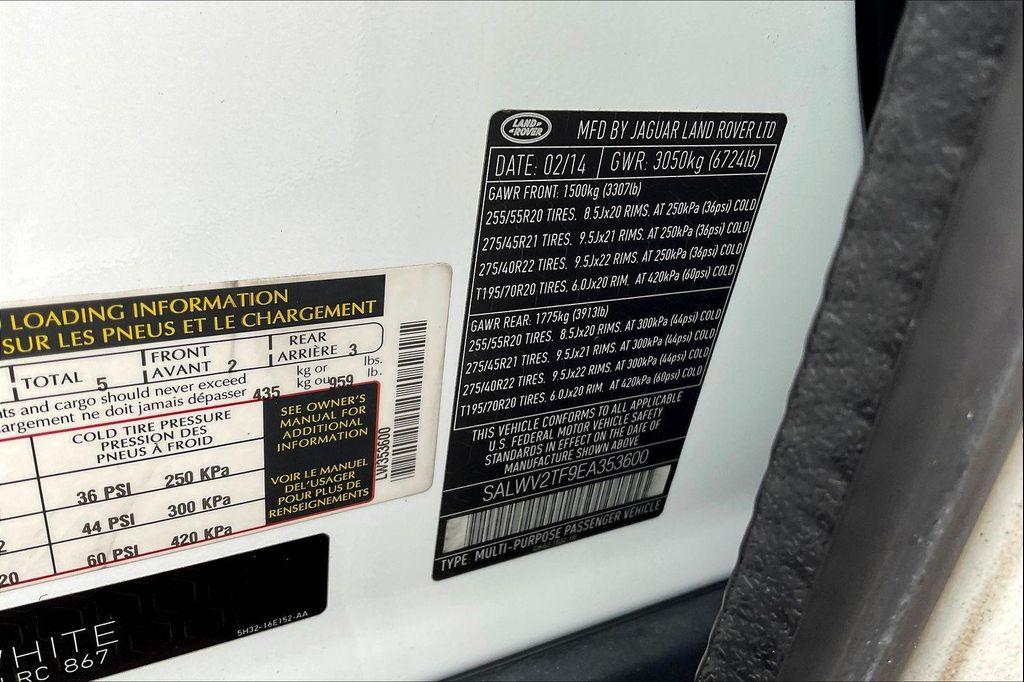 LOADING INFORMATION
SUR LES PNEUS ET LE CHARGEMENT
TOTAL 5
FRONT
AVANT 2
REAR
ARRIÈRE 3
and cargo should never exceed
kg or
lbs.
ne doit jamais dépasser 435 kg ou 959
COLD TIRE PRESSURE
PRESSION DES
PNEUS À FROID
36 PSI 250 KPa
44 PSI 300 KPa
60 PSI 420 KPa
SEE OWNER'S
MANUAL FOR
ADDITIONAL
INFORMATION
VOIR LE MANUEL
DEL'USAGER
POUR PLUS DE
RENSEIGNEMENTS
LW353600
5H32-16E152-AA
HITE
LRC 867
LAND-
ROVER
MFD BY JAGUAR LAND ROVER LTD
DATE: 02/14 GWR: 3050kg (6724lb)
GAWR FRONT: 1500kg (3307lb)
255/55R20 TIRES. 8.5Jx20 RIMS. AT 250kPa (36psi) COLD
275/45R21 TIRES. 9.5Jx21 RIMS. AT 250kPa (36psi) COLD
275/40R22 TIRES. 9.5Jx22 RIMS. AT 250kPa (36psi) COLD
T195/70R20 TIRES. 6.0Jx20 RIM. AT 420kPa (60psi) COLD
GAWR REAR: 1775kg (3913lb)
255/55R20 TIRES. 8.5Jx20 RIMS. AT 300kPa (44psi) COLD
275/45R21 TIRES. 9.5Jx21 RIMS. AT 300kPa (44psi) COLD
275/40R22 TIRES. 9.5Jx22 RIMS. AT 300kPa (44psi) COLD
T195/70R20 TIRES. 6.0Jx20 RIM. AT 420kPa (60psi) COLD
THIS VEHICLE CONFORMS TO ALL APPLICABLE
U.S. FEDERAL MOTOR VEHICLE SAFETY
STANDARDS IN EFFECT ON THE DATE OF
MANUFACTURE SHOWN ABOVE
SALWV2TF9EA353600
TYPE: MULTI-PURPOSE PASSENGER VEHICLE